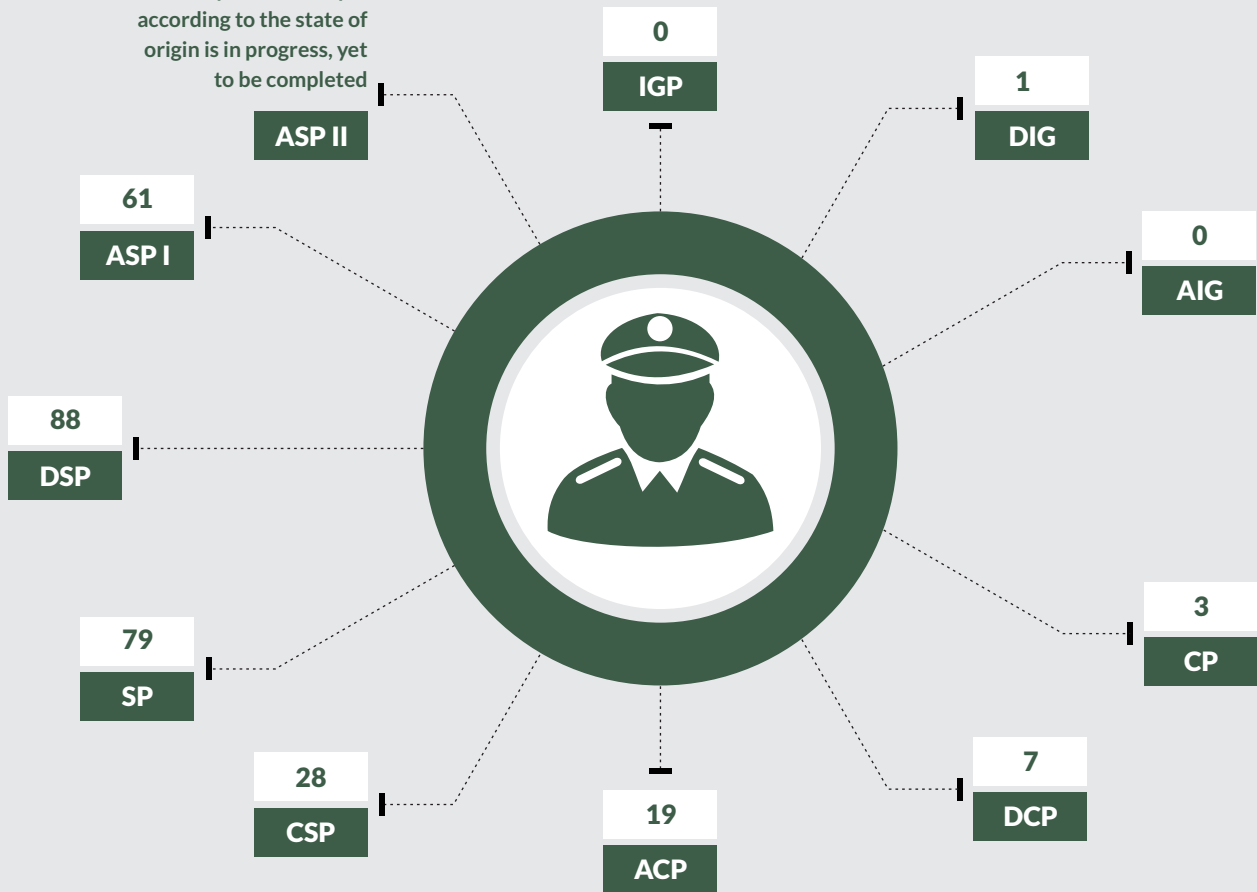 according to the state of
origin is in progress, yet
to be completed
ASP II
0
IGP
1
DIG
0
AIG
3
CP
7
DCP
19
ACP
28
CSP
79
SP
88
DSP
61
ASP I